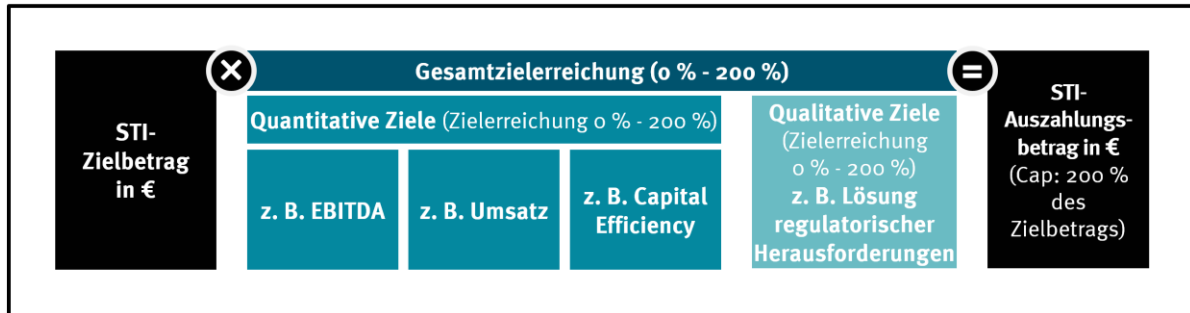 STI-
Zielbetrag
in €
×
Gesamtzielerreichung (0 % - 200 %)
Quantitative Ziele (Zielerreichung 0 % - 200 %)
z. B. EBITDA
z. B. Umsatz
z. B. Capital
Efficiency
Qualitative Ziele
(Zielerreichung
0 % - 200 %)
z. B. Lösung
regulatorischer
Herausforderungen
=
STI-
Auszahlungs-
betrag in €
(Cap: 200 %
des
Zielbetrags)